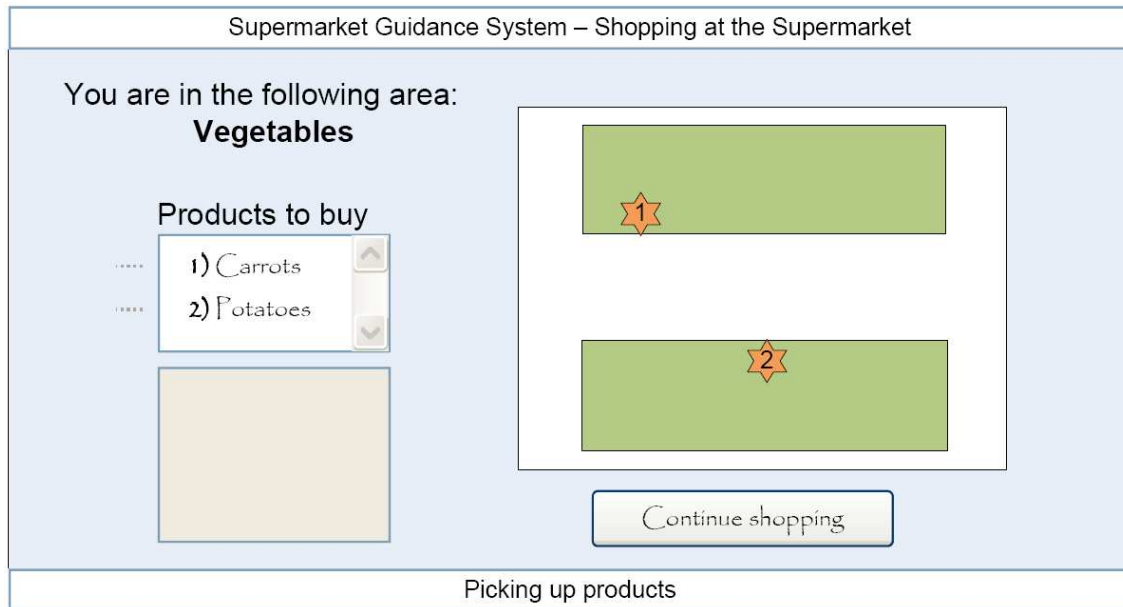 Supermarket Guidance System – Shopping at the Supermarket
You are in the following area:
Vegetables
Products to buy
1) Carrots
2) Potatoes
1
2
Continue shopping
Picking up products